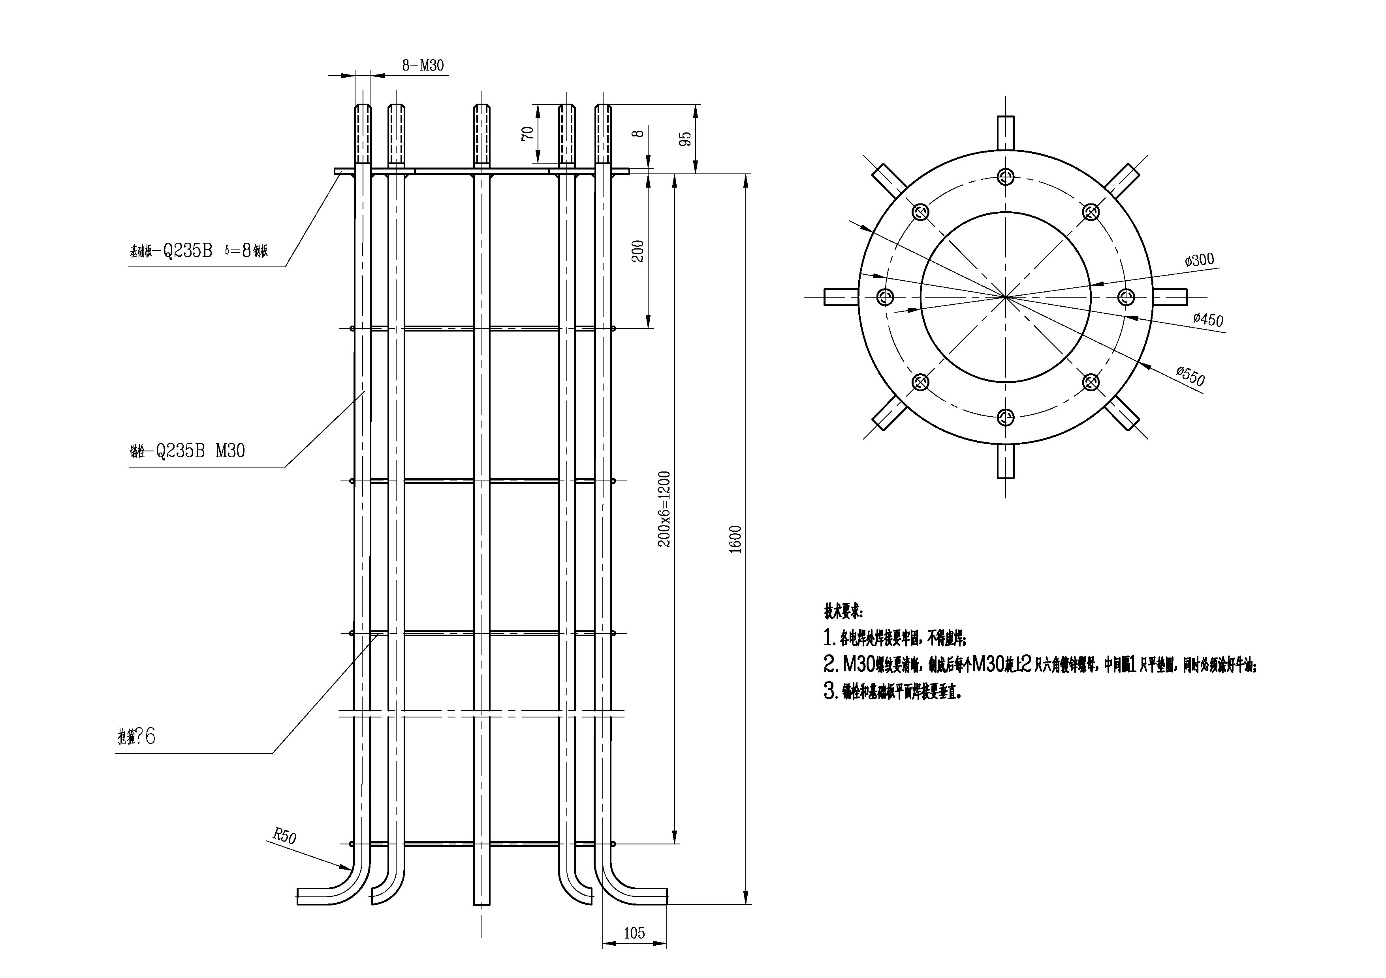 8-M30
70
8
95
基础板-Q235B δ=8钢板
200
锚栓-Q235B M30
200x6=1200
1600
抱箍?6
R50
105
ø300
ø450
ø550
技术要求:
1. 各电焊处焊接要牢固, 不得虚焊;
2. M30螺纹要清晰, 制成后每个M30旋上2只六角镀锌螺母, 中间圆1只平垫圈, 同时必须涂好牛油;
3. 锚栓和基础板平面焊接要垂直。